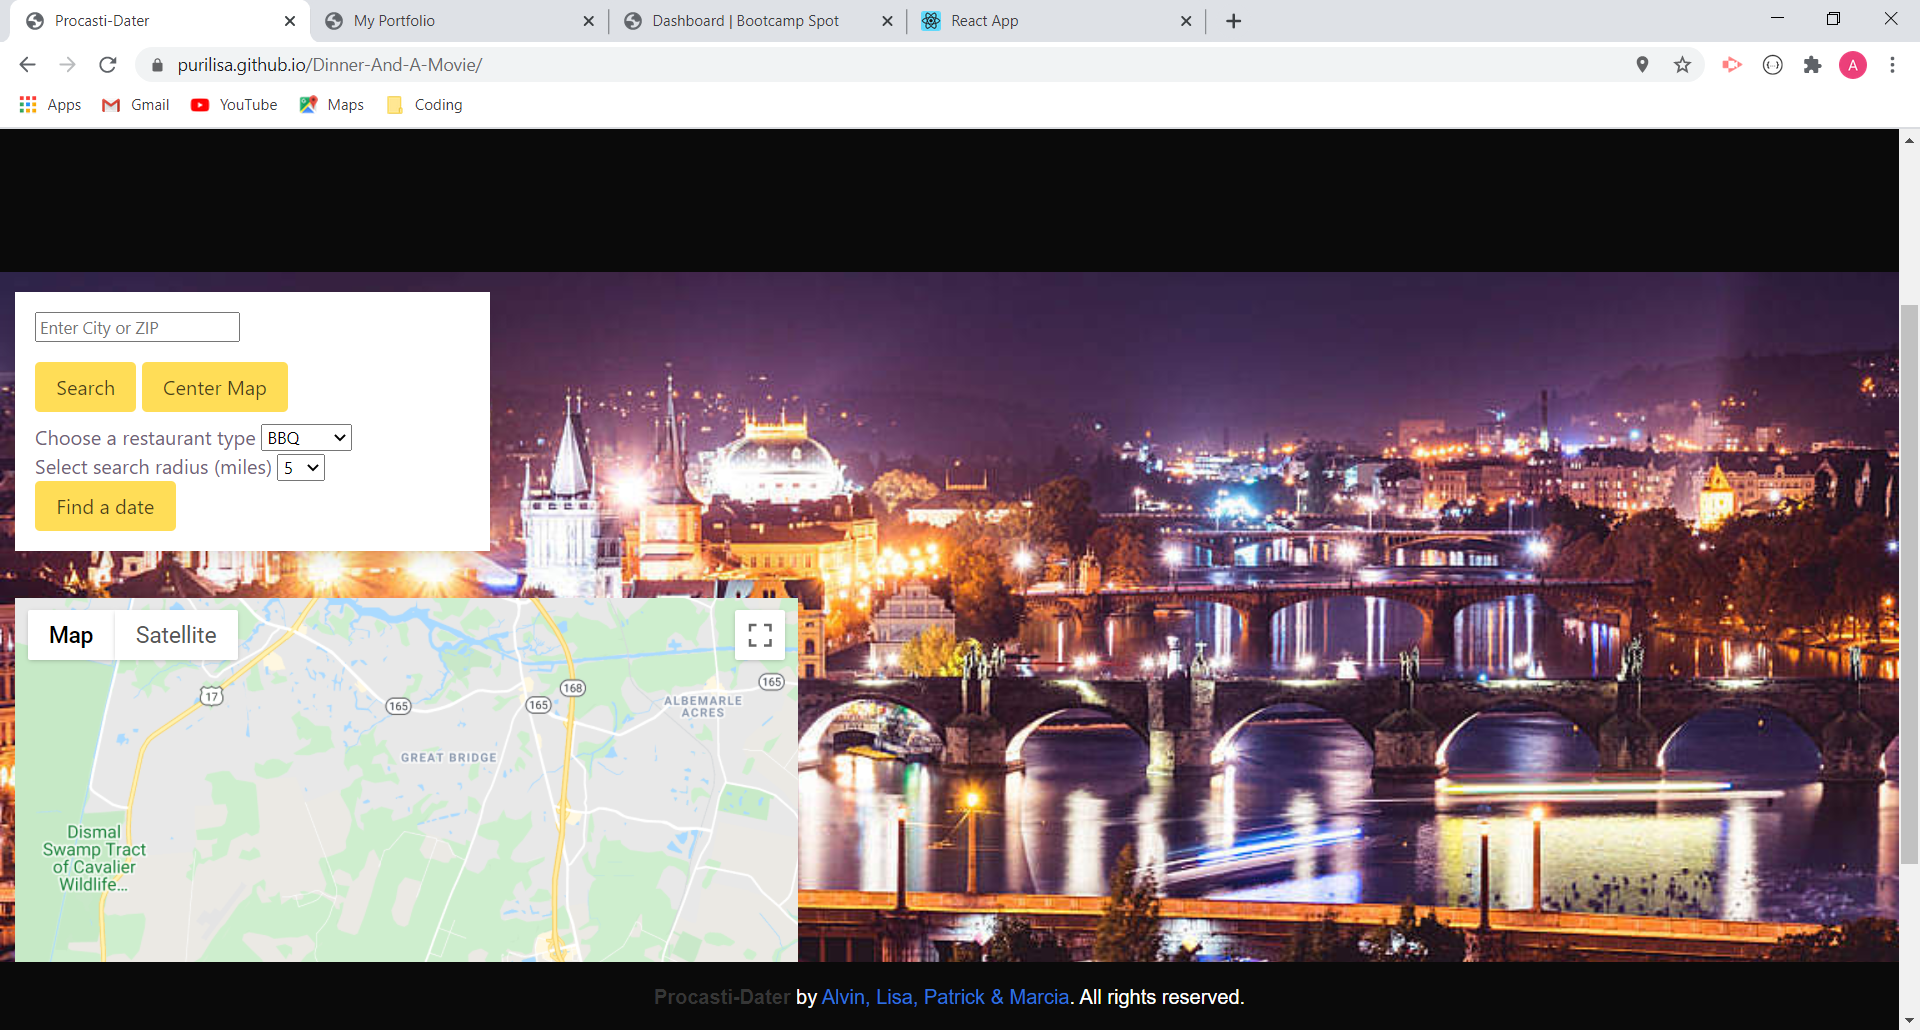 Procasti-Dater
My Portfolio
Dashboard | Bootcamp Spot
React App
purilisa.github.io/Dinner-And-A-Movie/
A
Apps
Gmail
YouTube
Maps
Coding
Enter City or ZIP
Search
Center Map
Choose a restaurant type BBQ
Select search radius (miles) 5
Find a date
Map
Satellite
17
165
165
168
165
ALBEMARLE
ACRES
GREAT BRIDGE
Dismal
Swamp Tract
of Cavalier
Wildlife...
Procasti-Dater by Alvin, Lisa, Patrick & Marcia. All rights reserved.